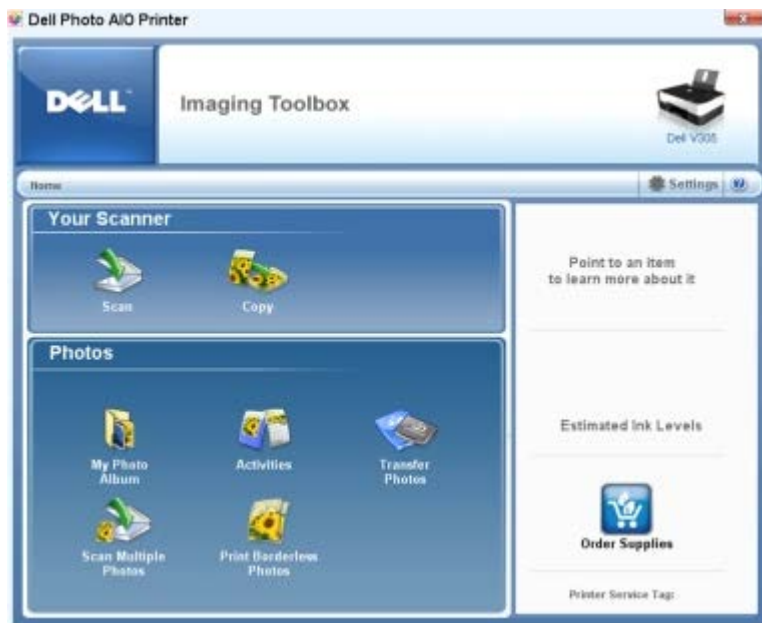 Dell Photo AIO Printer
DELL
Imaging Toolbox
Dell V305
Home
Settings
?
Your Scanner
Scan
Copy
Point to an item
to learn more about it
Photos
My Photo
Album
Activities
Transfer
Photos
Scan Multiple
Photos
Print Borderless
Photos
Estimated Ink Levels
Order Supplies
Printer Service Tag: